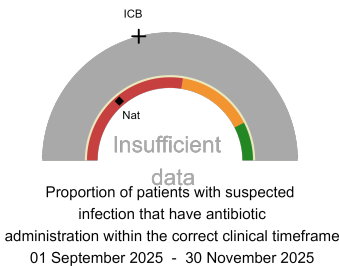 ICB
Nat
Insufficient
data
Proportion of patients with suspected
infection that have antibiotic
administration within the correct clinical timeframe
01 September 2025 - 30 November 2025